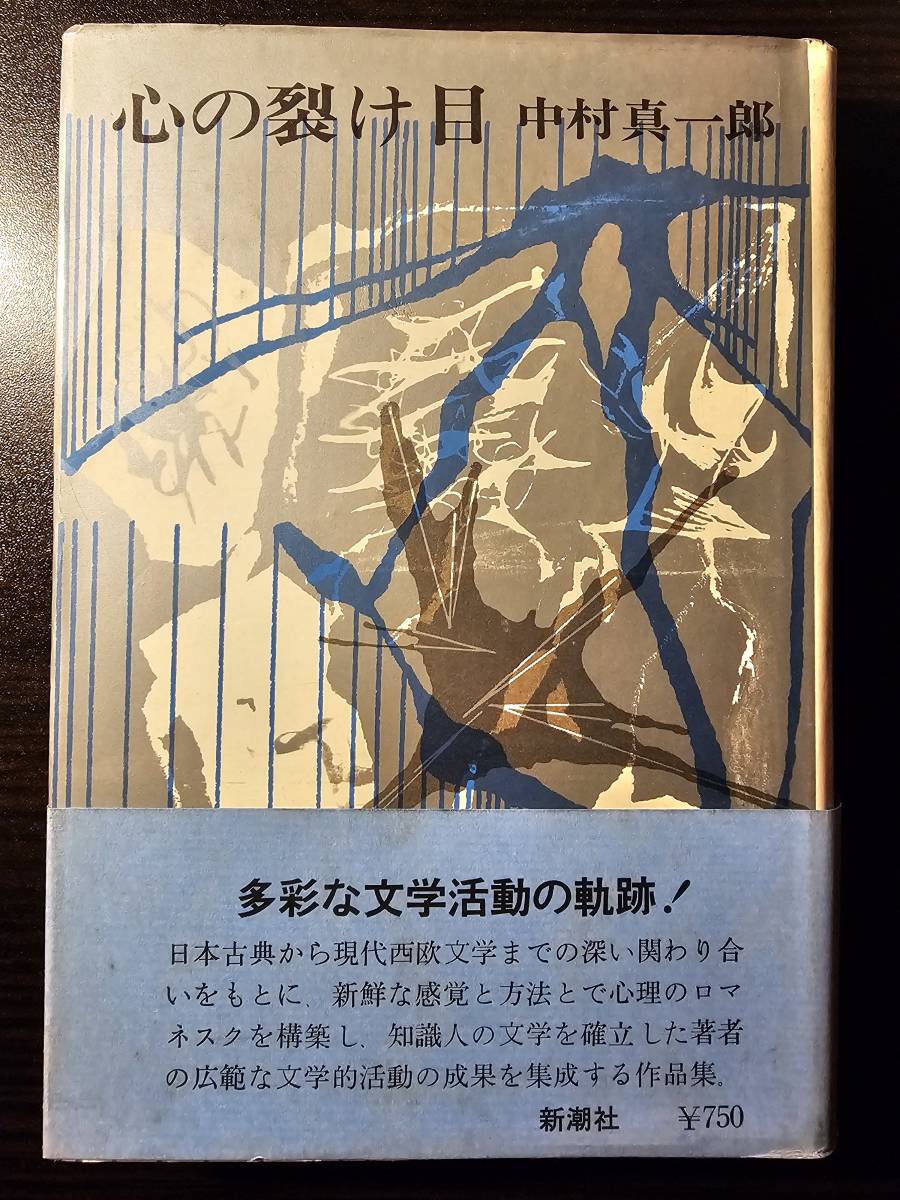 心の裂け目 中村真一郎
多彩な文学活動の軌跡!
日本古典から現代西欧文学までの深い関わり合
いをもとに、新鮮な感覚と方法とで心理のロマ
ネスクを構築し、知識人の文学を確立した著者
の広範な文学的活動の成果を集成する作品集。
新潮社 ¥750